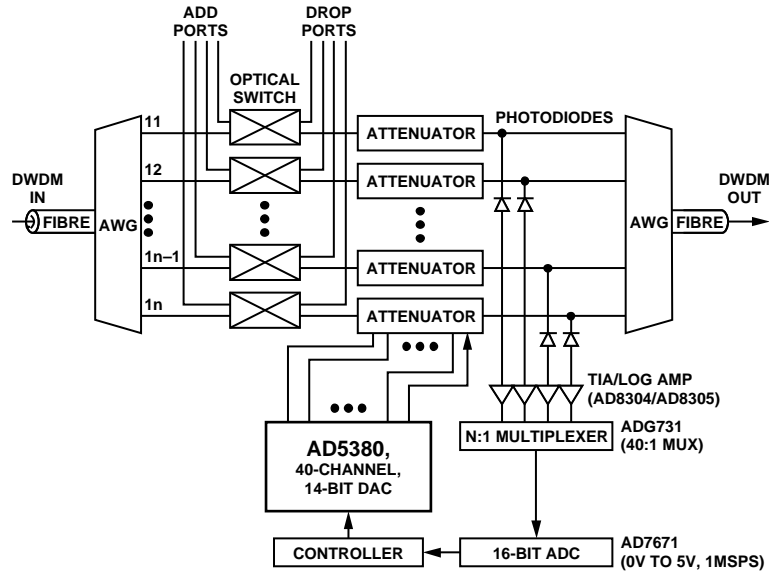 ADD
PORTS
DROP
PORTS
OPTICAL
SWITCH
11
ATTENUATOR
PHOTODIODES
12
ATTENUATOR
DWDM
IN
FIBRE
AWG
DWDM
OUT
AWG
FIBRE
1n–1
ATTENUATOR
1n
ATTENUATOR
TIA/LOG AMP
(AD8304/AD8305)
N:1 MULTIPLEXER
ADG731
(40:1 MUX)
AD5380,
40-CHANNEL,
14-BIT DAC
CONTROLLER
16-BIT ADC
AD7671
(0V TO 5V, 1MSPS)